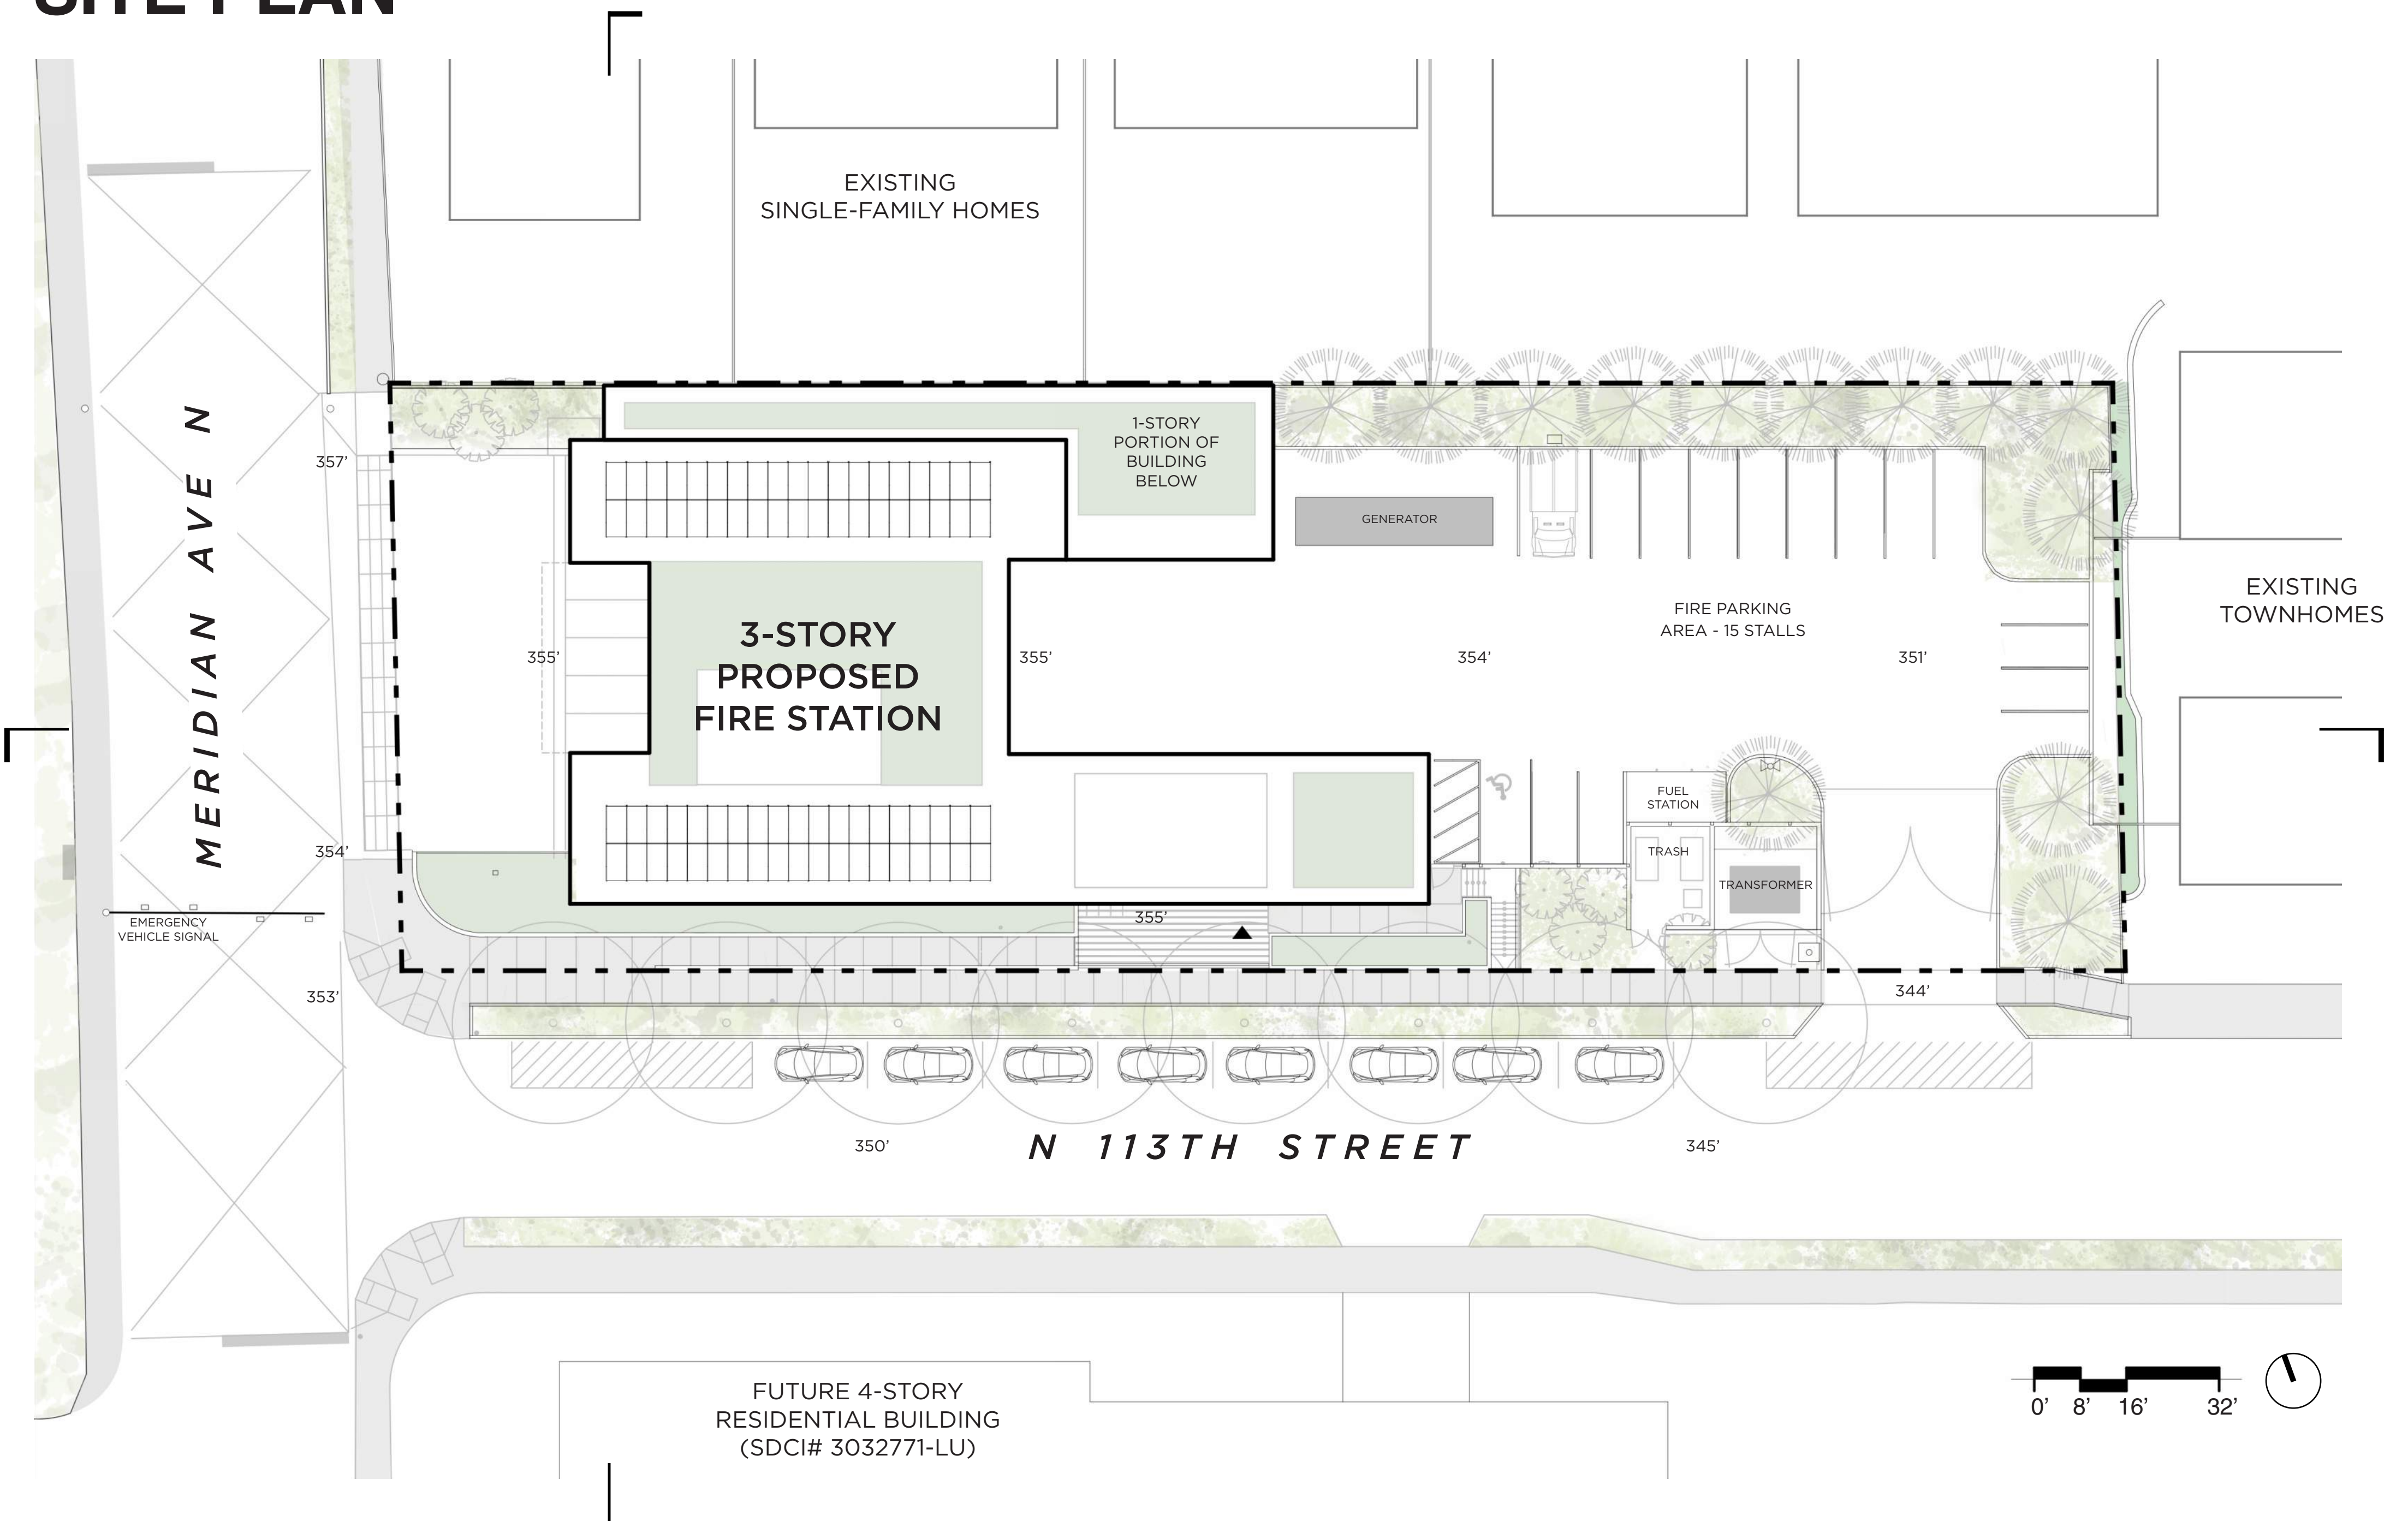 SITE PLAN
EXISTING
SINGLE-FAMILY HOMES
1-STORY
PORTION OF
BUILDING
BELOW
357’
MERIDIAN AVE N
GENERATOR
EXISTING
TOWNHOMES
FIRE PARKING
AREA - 15 STALLS
3-STORY
PROPOSED
FIRE STATION
355’
355’
354’
351’
FUEL
STATION
354’
TRASH
TRANSFORMER
EMERGENCY
VEHICLE SIGNAL
355’
353’
344’
350’
N 113TH STREET
345’
FUTURE 4-STORY
RESIDENTIAL BUILDING
(SDCI# 3032771-LU)
0’ 8’ 16’ 32’